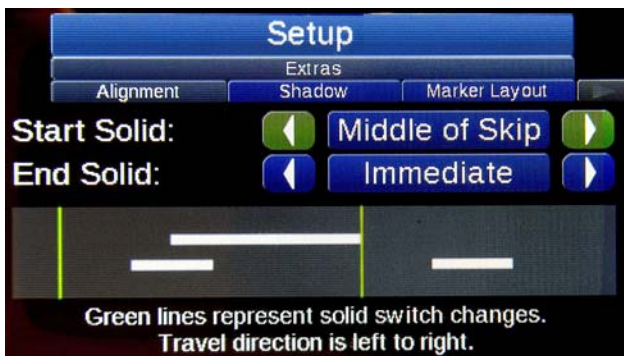 Setup
Extras
Alignment Shadow Marker Layout
Start Solid: Middle of Skip
End Solid: Immediate
Green lines represent solid switch changes.
Travel direction is left to right.